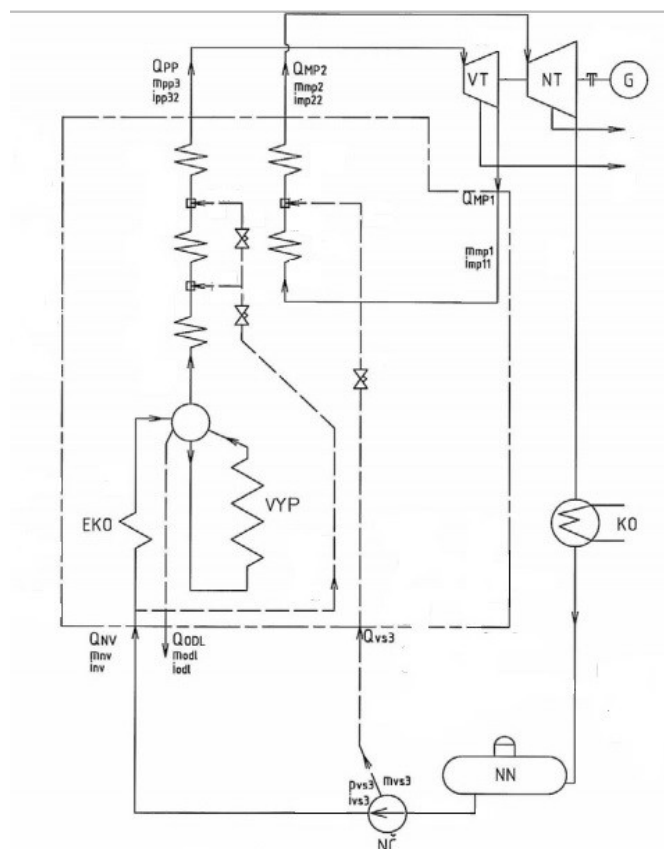 QPP
mpp3
ipp32
QMP2
mmp2
imp22
VT
NT
G
QMP1
mmp1
imp11
EKO
VYP
KO
QNV
mnv
inv
QODL
modl
iodl
Qvs3
pvs3
mvs3
ivs3
NN
NČ